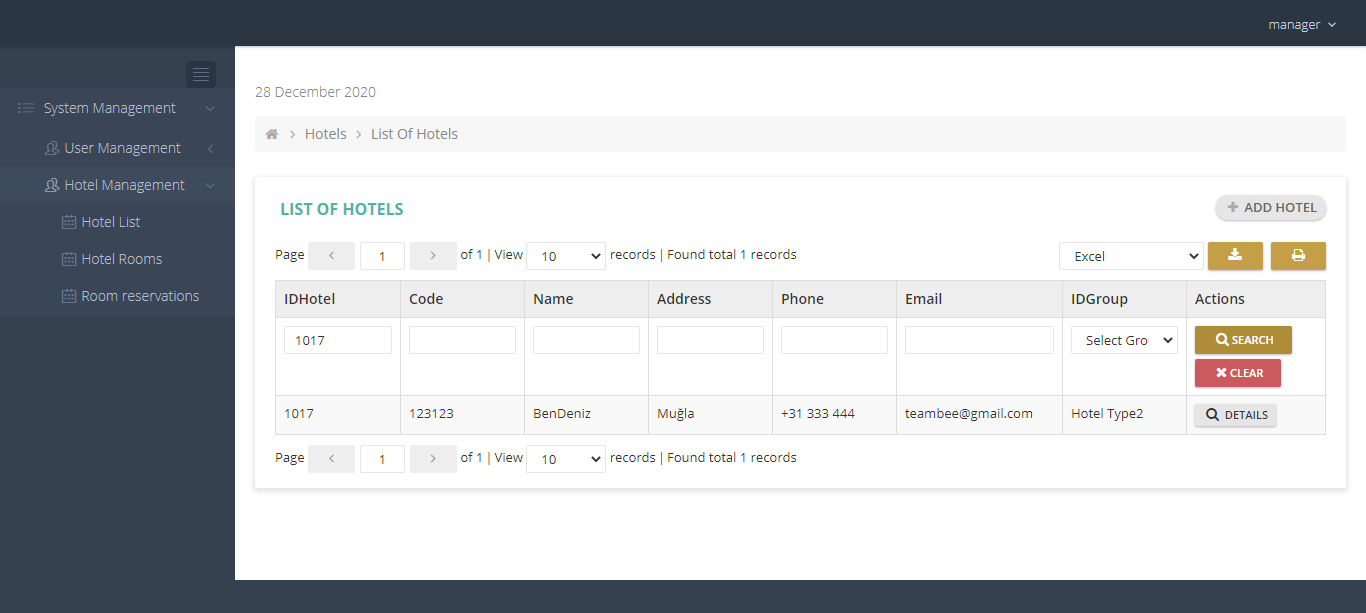 manager
28 December 2020
System Management
Hotels List Of Hotels
User Management
Hotel Management
LIST OF HOTELS + ADD HOTEL
Hotel List
Page 1 of 1 | View 10 records | Found total 1 records Excel
Hotel Rooms
Room reservations
IDHotel Code Name Address Phone Email IDGroup Actions
1017 Select Gro SEARCH
CLEAR
1017 123123 BenDeniz Muğla +31 333 444 teambee@gmail.com Hotel Type2 DETAILS
Page 1 of 1 | View 10 records | Found total 1 records